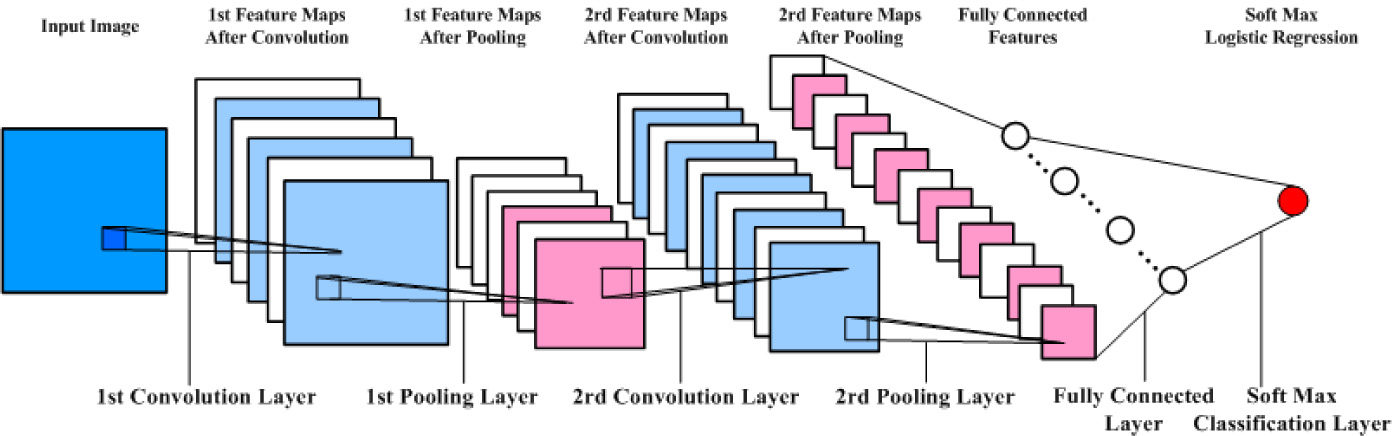 Input Image
1st Feature Maps
After Convolution
1st Feature Maps
After Pooling
2rd Feature Maps
After Convolution
2rd Feature Maps
After Pooling
Fully Connected
Features
Soft Max
Logistic Regression
1st Convolution Layer
1st Pooling Layer
2rd Convolution Layer
2rd Pooling Layer
Fully Connected
Layer
Soft Max
Classification Layer